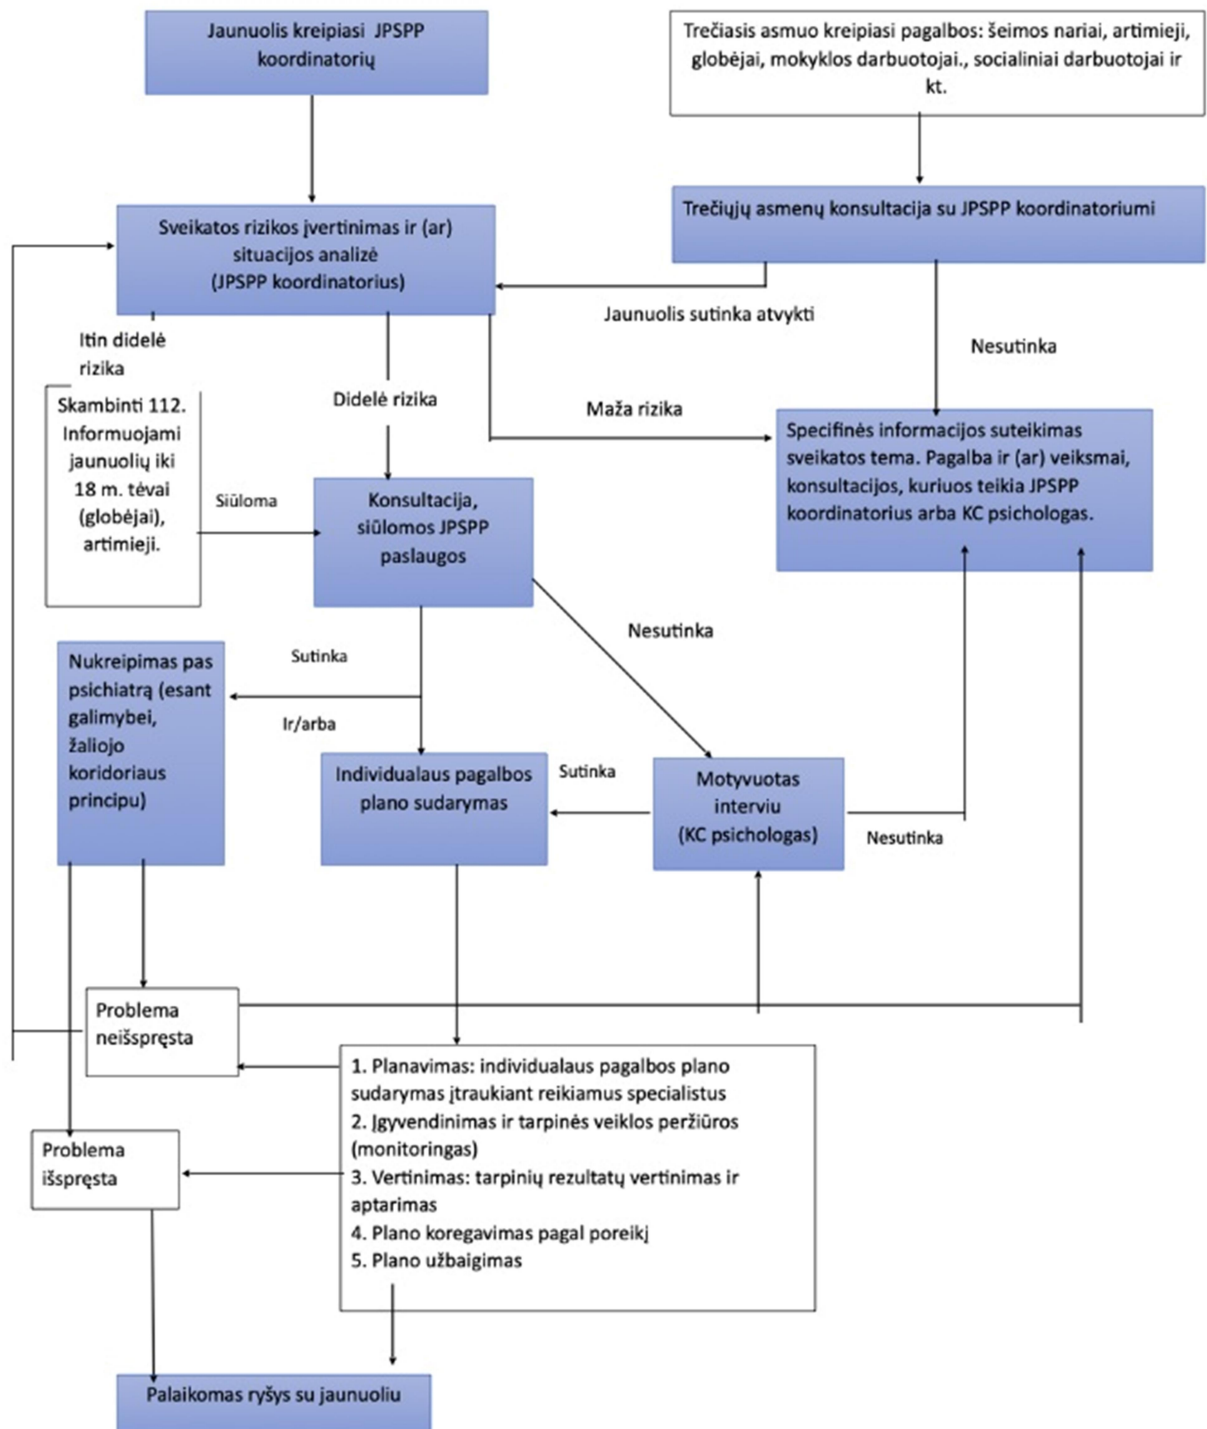 Jaunuolis kreipiasi JPSPP
koordinatorių
Trečiasis asmuo kreipiasi pagalbos: šeimos nariai, artimieji,
globėjai, mokyklos darbuotojai., socialiniai darbuotojai ir
kt.
Trečiųjų asmenų konsultacija su JPSPP koordinatoriumi
Sveikatos rizikos įvertinimas ir (ar)
situacijos analizė
(JPSPP koordinatorius)
Jaunuolis sutinka atvykti
Nesutinka
Itin didelė
rizika
Didelė rizika
Maža rizika
Skambinti 112.
Informuojami
jaunuolių iki
18 m. tėvai
(globėjai),
artimieji.
Siūloma
Konsultacija,
siūlomos JPSPP
paslaugos
Specifinės informacijos suteikimas
sveikatos tema. Pagalba ir (ar) veiksmai,
konsultacijos, kuriuos teikia JPSPP
koordinatorius arba KC psichologas.
Nesutinka
Sutinka
Ir/arba
Nukreipimas pas
psichiatrą (esant
galimybei,
žaliojo
koridoriaus
principu)
Individualaus pagalbos
plano sudarymas
Sutinka
Motyvuotas
interviu
(KC psichologas)
Nesutinka
Problema
neišspręsta
1. Planavimas: individualaus pagalbos plano
sudarymas įtraukiant reikiamus specialistus
2. Įgyvendinimas ir tarpinės veiklos peržiūros
(monitoringas)
3. Vertinimas: tarpinių rezultatų vertinimas ir
aptarimas
4. Plano koregavimas pagal poreikį
5. Plano užbaigimas
Problema
išspręsta
Palaikomas ryšys su jaunuoliu